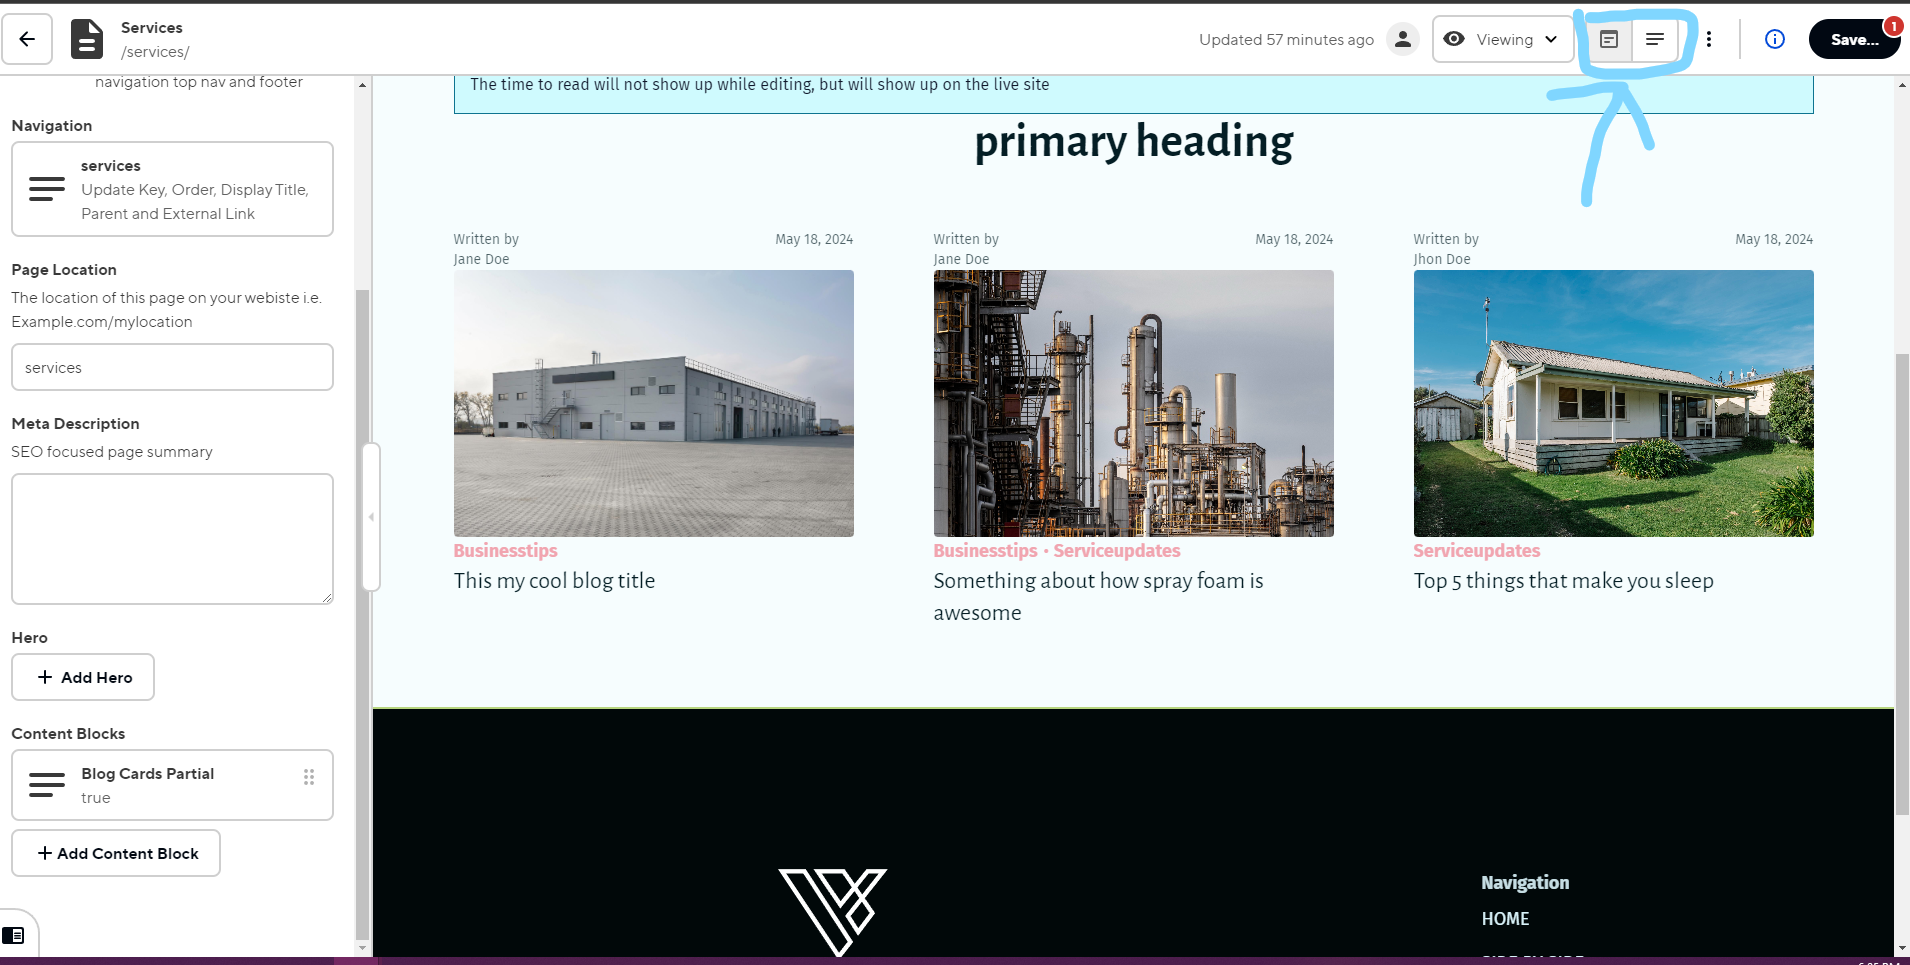 Services
/services/
Updated 57 minutes ago
Viewing
Save...
1
navigation top nav and footer
Navigation
services
Update Key, Order, Display Title,
Parent and External Link
Page Location
The location of this page on your webiste i.e.
Example.com/mylocation
services
Meta Description
SEO focused page summary
Hero
+ Add Hero
Content Blocks
Blog Cards Partial
true
+ Add Content Block
The time to read will not show up while editing, but will show up on the live site
primary heading
Written by
Jane Doe
May 18, 2024
Businesstips
This my cool blog title
Written by
Jane Doe
May 18, 2024
Businesstips • Serviceupdates
Something about how spray foam is
awesome
Written by
Jhon Doe
May 18, 2024
Serviceupdates
Top 5 things that make you sleep
Navigation
HOME